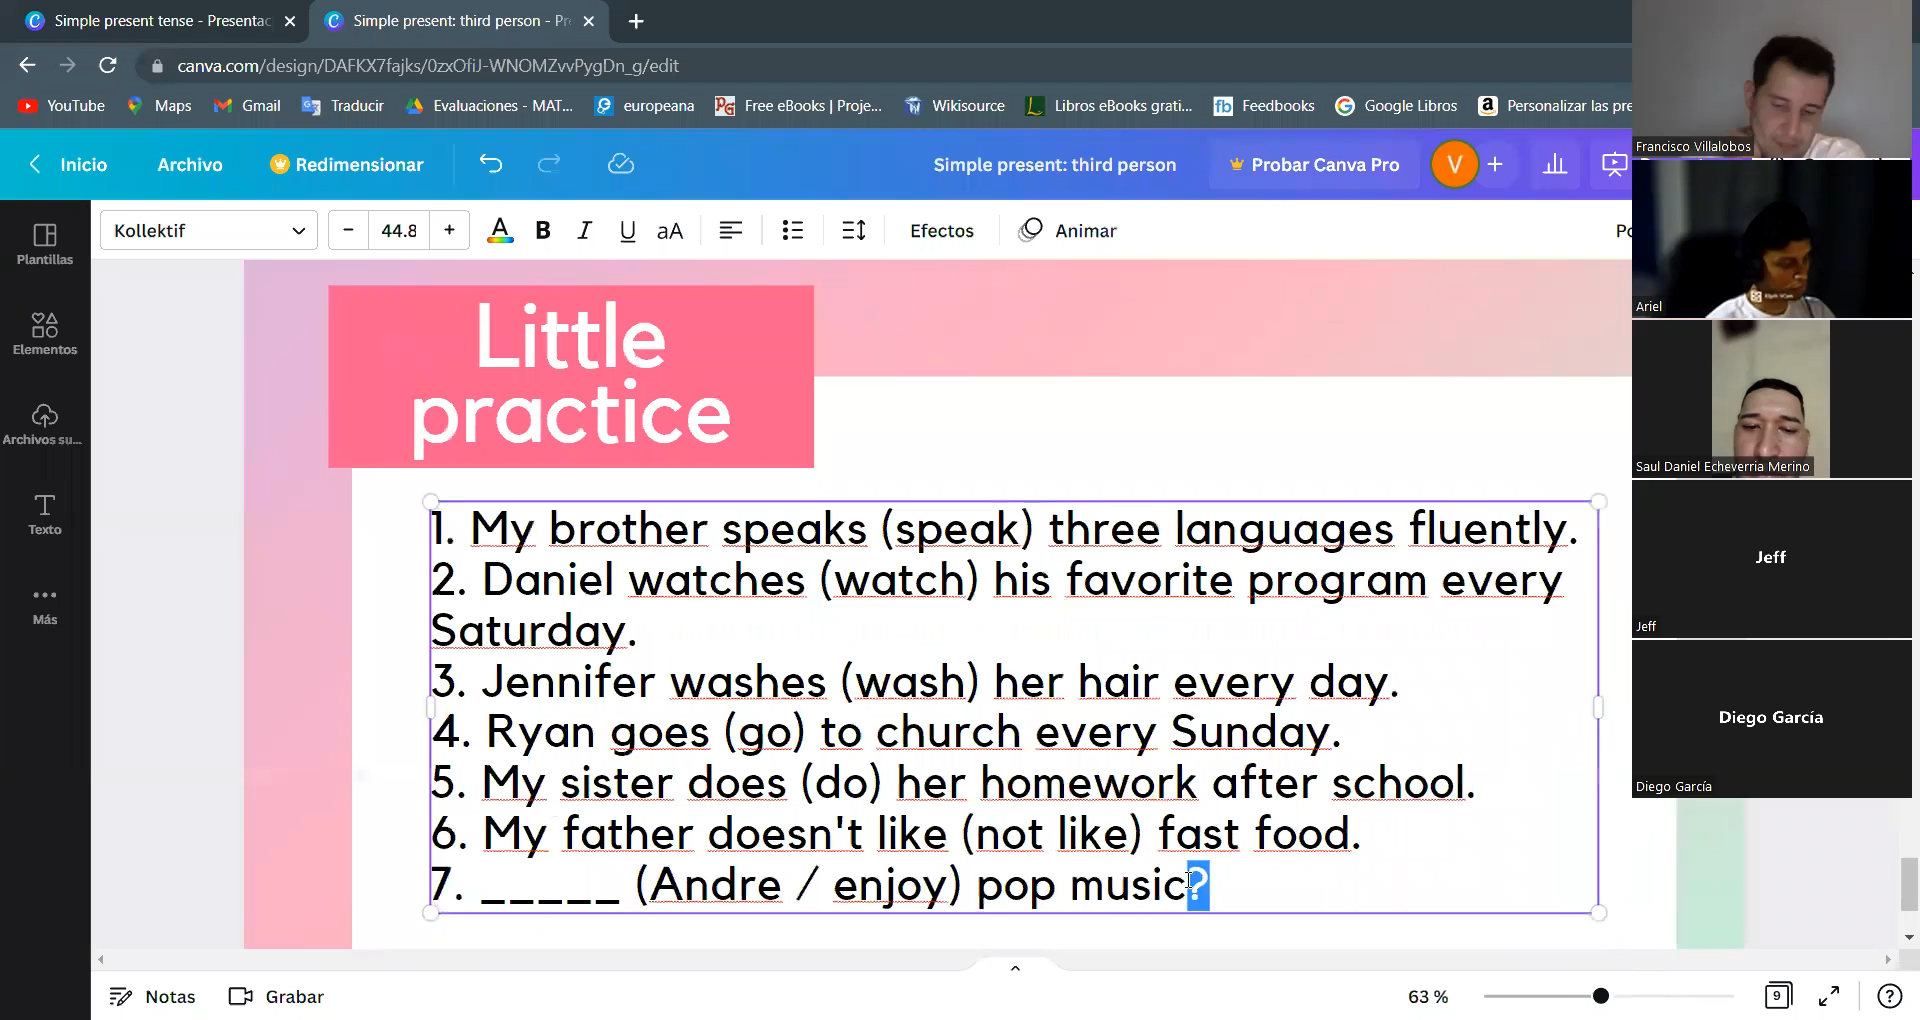 Simple present tense - Presentac
Simple present: third person - Pr
canva.com/design/DAFKX7fajks/0zxOfiJ-WNOMZvvPygDn_g/edit
YouTube
Maps
Gmail
Traducir
Evaluaciones - MAT...
europeana
Free eBooks | Proje...
Wikisource
Libros eBooks grati...
Feedbooks
Google Libros
Personalizar las pre
Inicio
Archivo
Redimensionar
Simple present: third person
Probar Canva Pro
V
Kollektif
44.8
B
I
U
aA
Efectos
Animar
Po
Plantillas
Elementos
Archivos su...
Texto
Más
Little
practice
1. My brother speaks (speak) three languages fluently.
2. Daniel watches (watch) his favorite program every
Saturday.
3. Jennifer washes (wash) her hair every day.
4. Ryan goes (go) to church every Sunday.
5. My sister does (do) her homework after school.
6. My father doesn't like (not like) fast food.
7. _____ (Andre / enjoy) pop music?
Notas
Grabar
63 %
9
Francisco Villalobos
Ariel
Saul Daniel Echeverria Merino
Jeff
Jeff
Diego García
Diego García